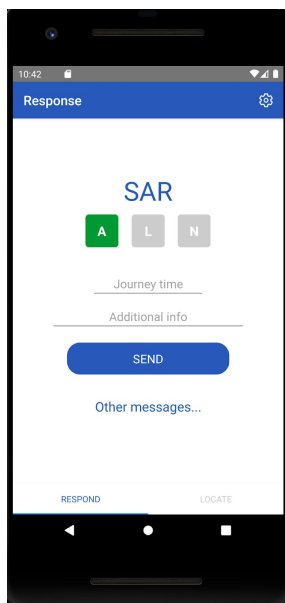 10:42
Response
SAR
A L N
Journey time
Additional info
SEND
Other messages...
RESPOND LOCATE